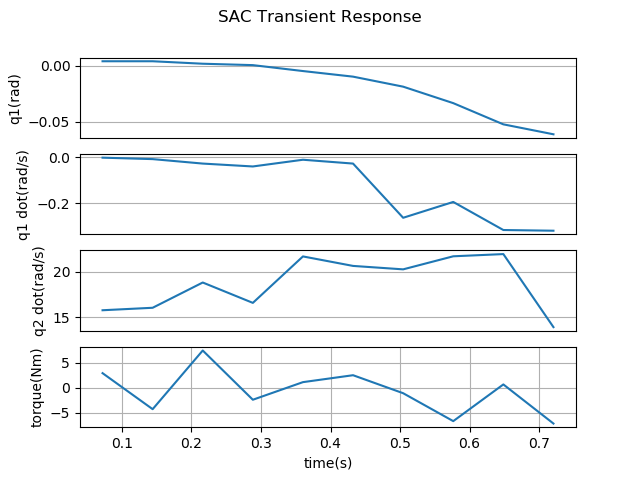 SAC Transient Response
q1(rad)
0.00
−0.05
q1 dot(rad/s)
0.0
−0.2
q2 dot(rad/s)
20
15
torque(Nm)
5
0
−5
0.1 0.2 0.3 0.4 0.5 0.6 0.7
time(s)